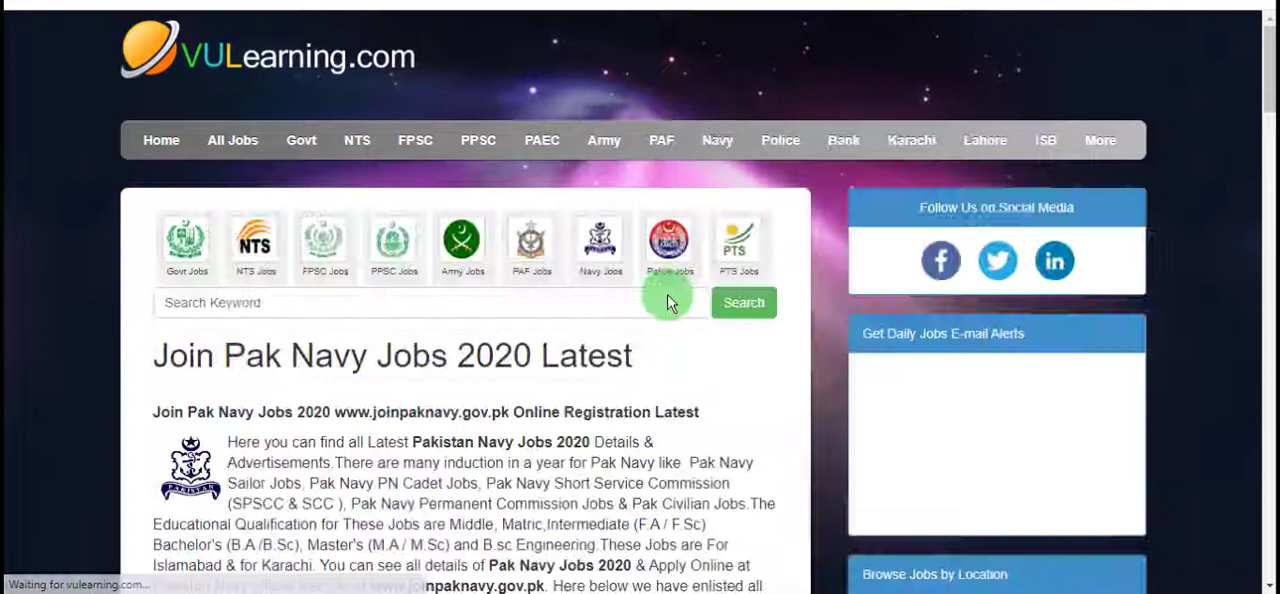 VULearning.com
Home All Jobs Govt NTS FPSC PPSC PAEC Army PAF Navy Police Bank Karachi Lahore ISB More
NTS
PTS
Govt Jobs NTS Jobs FPSC Jobs PPSC Jobs Army Jobs PAF Jobs Navy Jobs Police Jobs PTS Jobs
Search Keyword
Search
Join Pak Navy Jobs 2020 Latest
Join Pak Navy Jobs 2020 www.joinpaknavy.gov.pk Online Registration Latest
PAKISTAN
Here you can find all Latest Pakistan Navy Jobs 2020 Details &
Advertisements.There are many induction in a year for Pak Navy like Pak Navy
Sailor Jobs, Pak Navy PN Cadet Jobs, Pak Navy Short Service Commission
(SPSCC & SCC ), Pak Navy Permanent Commission Jobs & Pak Civilian Jobs.The
Educational Qualification for These Jobs are Middle, Matric,Intermediate (F.A / F.Sc)
Bachelor's (B.A /B.Sc), Master's (M.A / M.Sc) and B.sc Engineering.These Jobs are For
Islamabad & for Karachi. You can see all details of Pak Navy Jobs 2020 & Apply Online at
joinpaknavy.gov.pk. Here below we have enlisted all
Follow Us on Social Media
f in
Get Daily Jobs E-mail Alerts
Browse Jobs by Location
Waiting for vulearning.com...